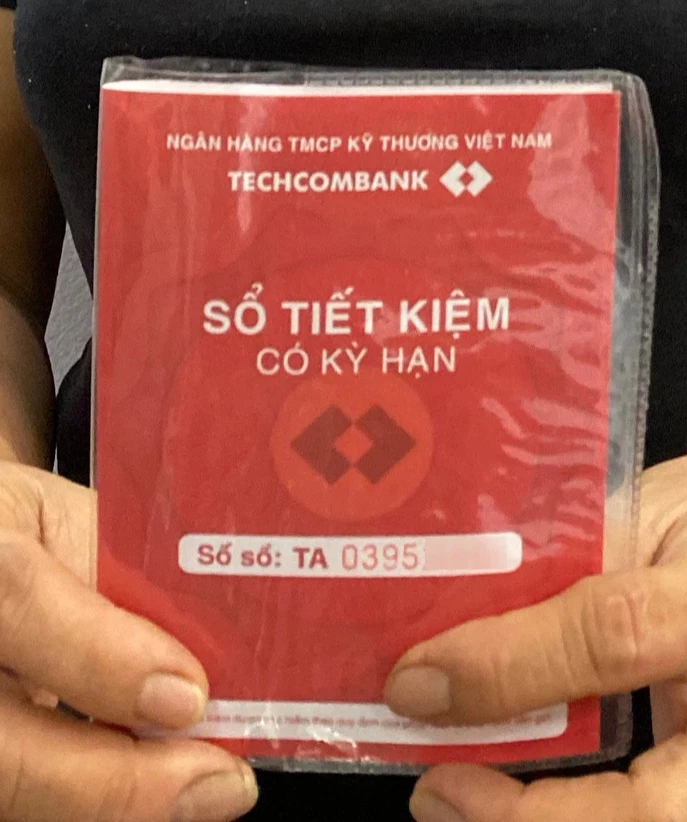 NGÂN HÀNG TMCP KỸ THƯƠNG VIỆT NAM
TECHCOMBANK
SỔ TIẾT KIỆM
CÓ KỲ HẠN
Số sổ: TA 0395